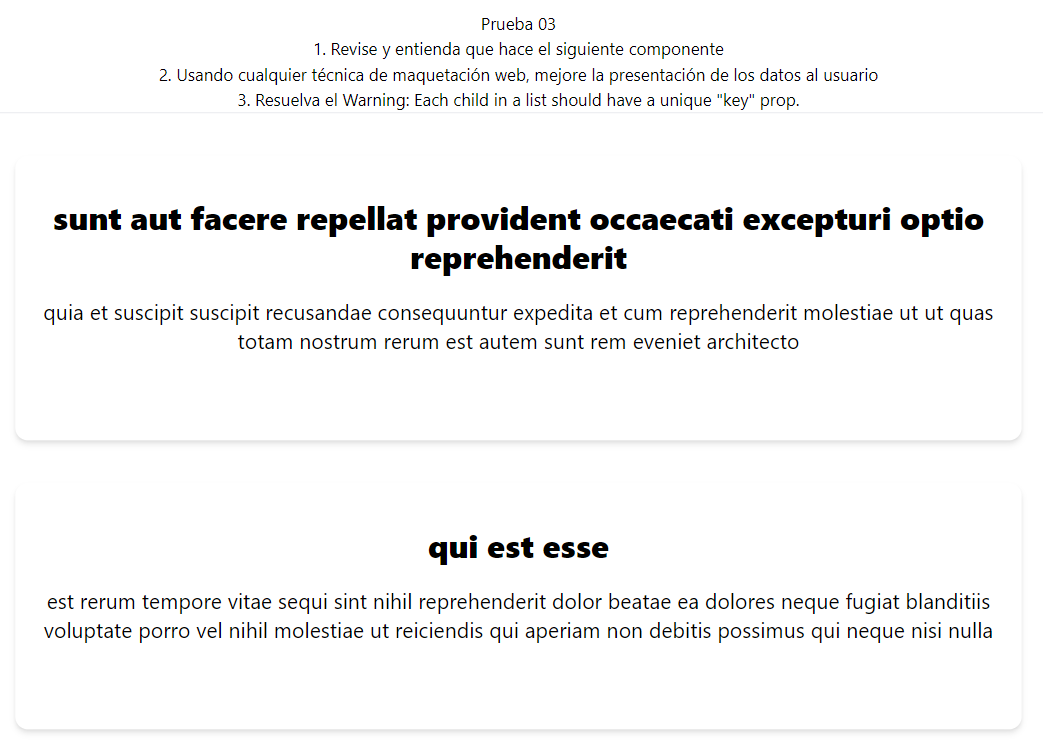 Prueba 03
1. Revise y entienda que hace el siguiente componente
2. Usando cualquier técnica de maquetación web, mejore la presentación de los datos al usuario
3. Resuelva el Warning: Each child in a list should have a unique "key" prop.
sunt aut facere repellat provident occaecati excepturi optio
reprehenderit
quia et suscipit suscipit recusandae consequuntur expedita et cum reprehenderit molestiae ut ut quas
totam nostrum rerum est autem sunt rem eveniet architecto
qui est esse
est rerum tempore vitae sequi sint nihil reprehenderit dolor beatae ea dolores neque fugiat blanditiis
voluptate porro vel nihil molestiae ut reiciendis qui aperiam non debitis possimus qui neque nisi nulla